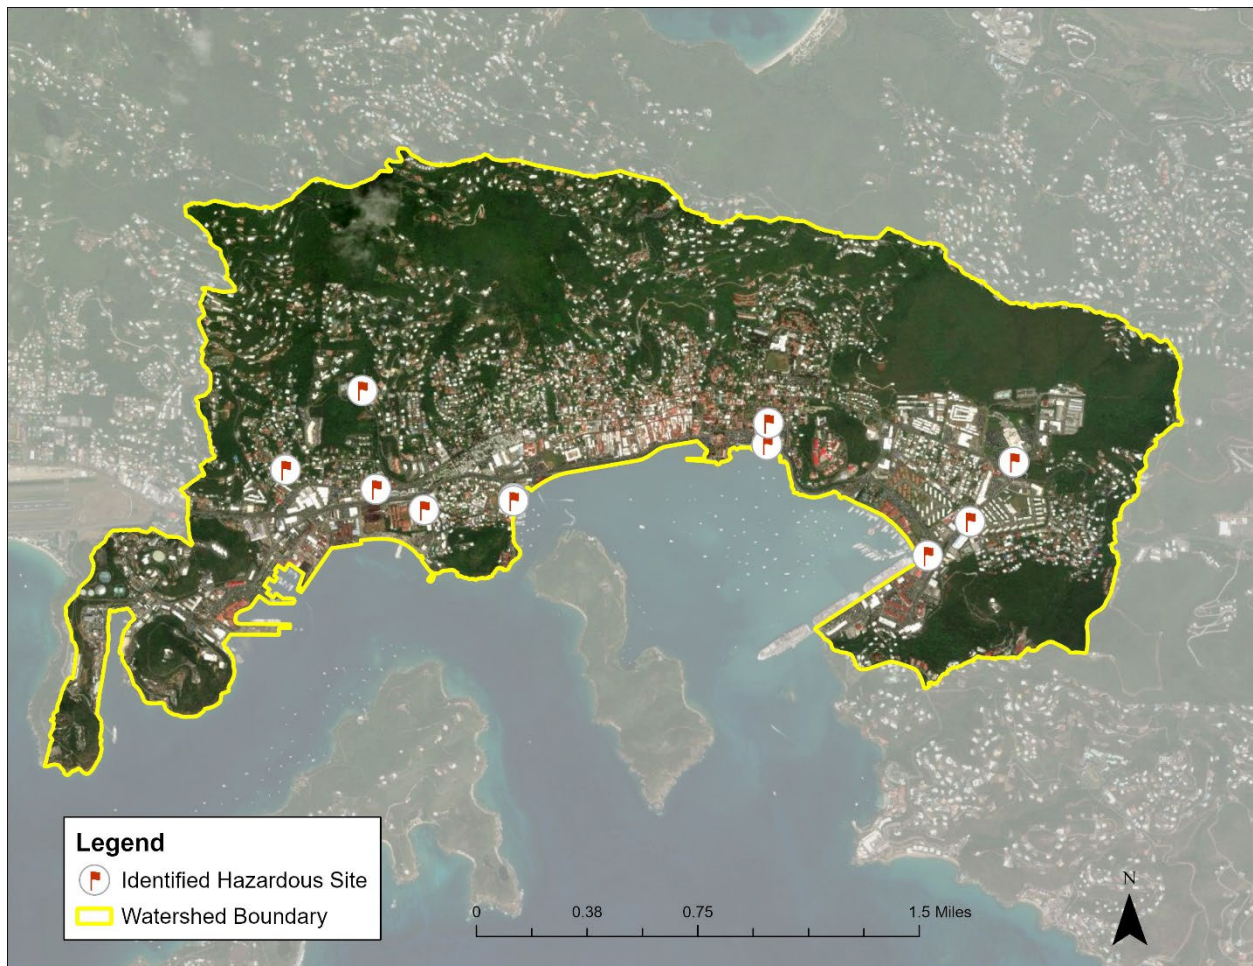 Legend
Identified Hazardous Site
Watershed Boundary
0 0.38 0.75 1.5 Miles
N